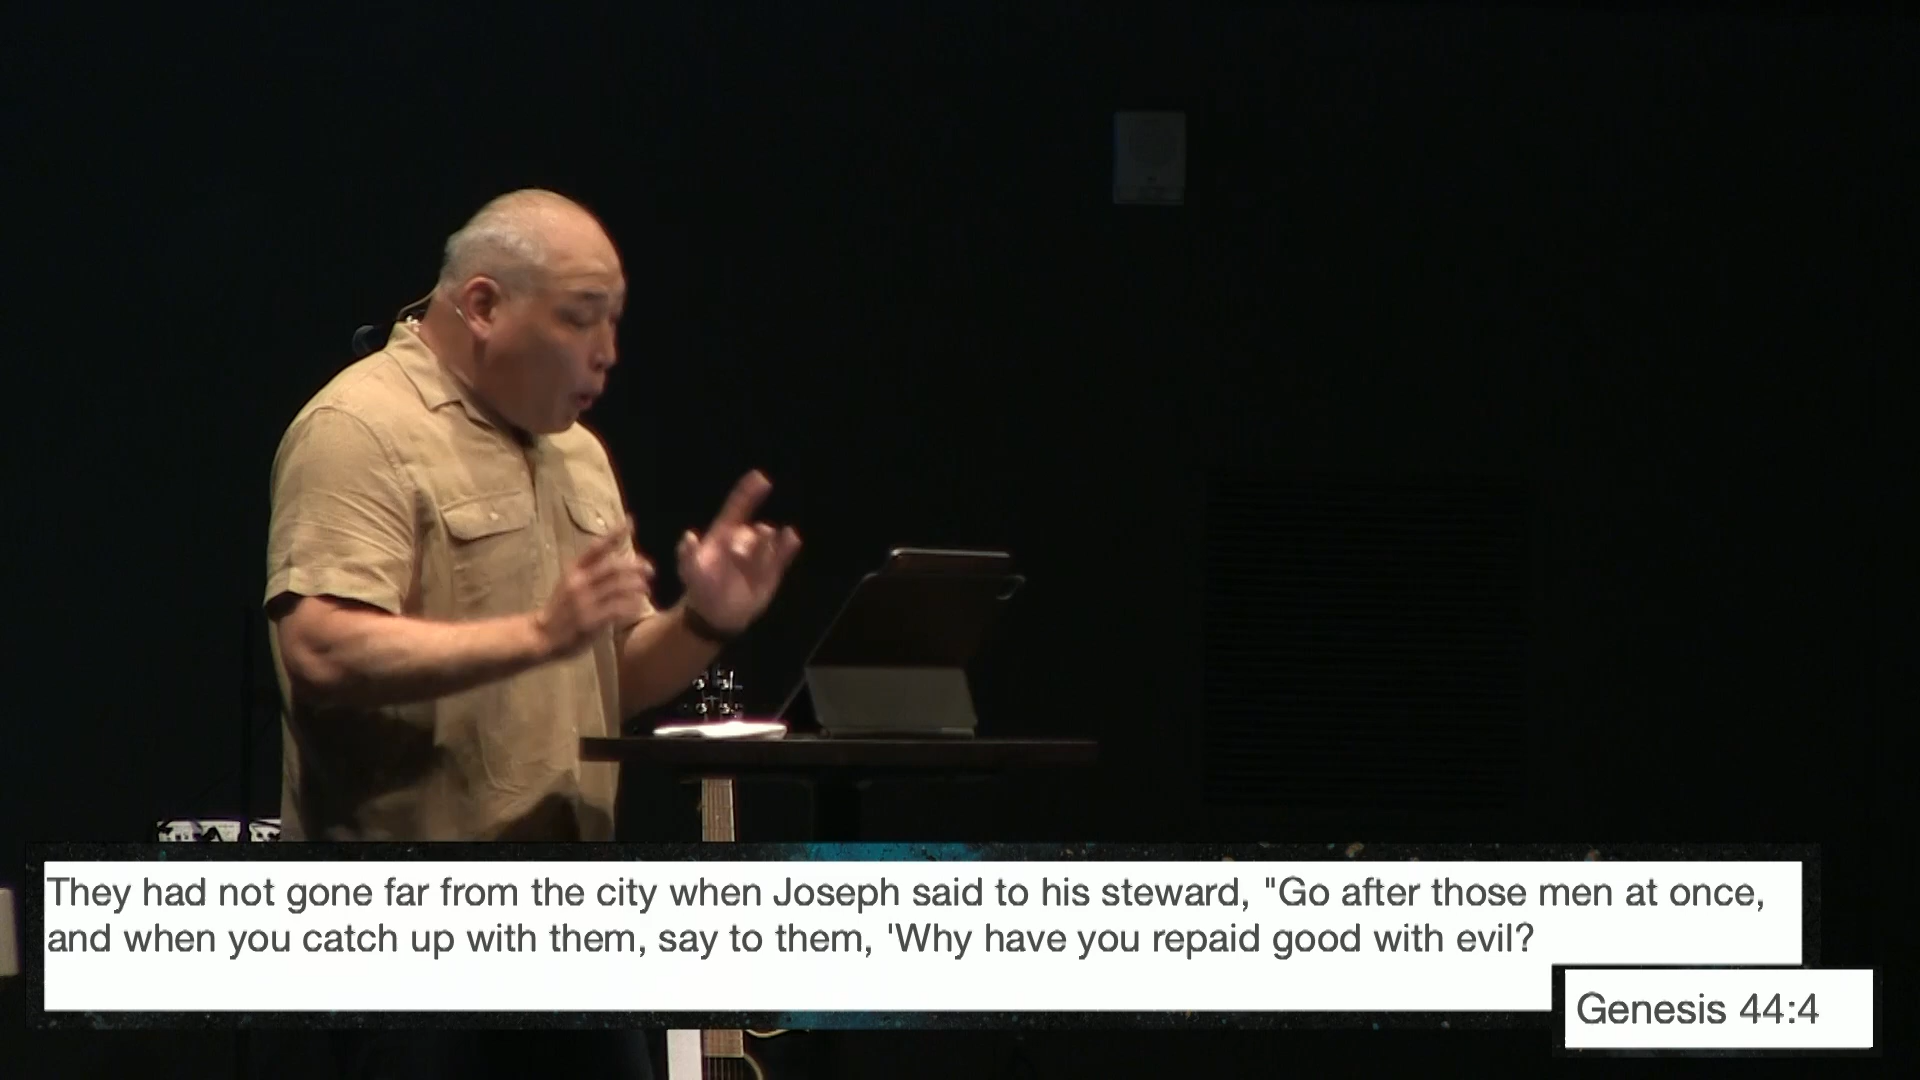 They had not gone far from the city when Joseph said to his steward, "Go after those men at once,
and when you catch up with them, say to them, 'Why have you repaid good with evil?
Genesis 44:4